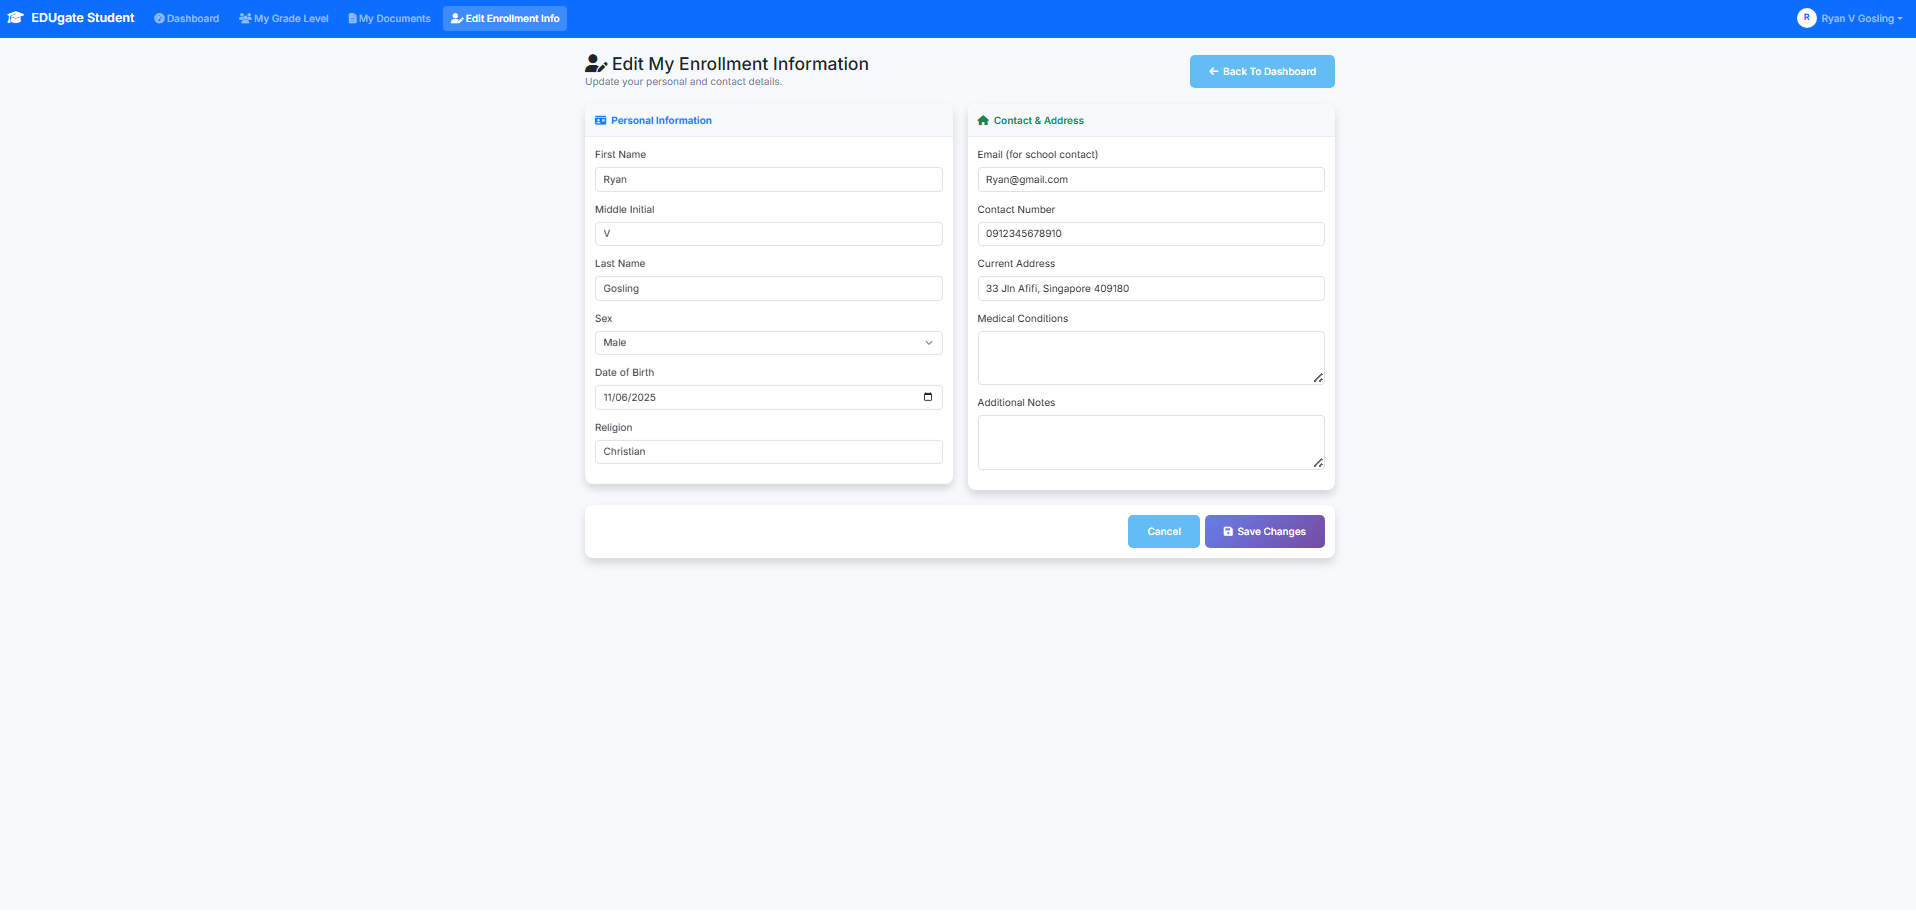 EDUgate Student
Dashboard
My Grade Level
My Documents
Edit Enrollment Info
R
Ryan V Gosling
Edit My Enrollment Information
Update your personal and contact details.
Back To Dashboard
Personal Information
First Name
Ryan
Middle Initial
V
Last Name
Gosling
Sex
Male
Date of Birth
11/06/2025
Religion
Christian
Contact & Address
Email (for school contact)
Ryan@gmail.com
Contact Number
0912345678910
Current Address
33 Jln Afifi, Singapore 409180
Medical Conditions
Additional Notes
Cancel
Save Changes